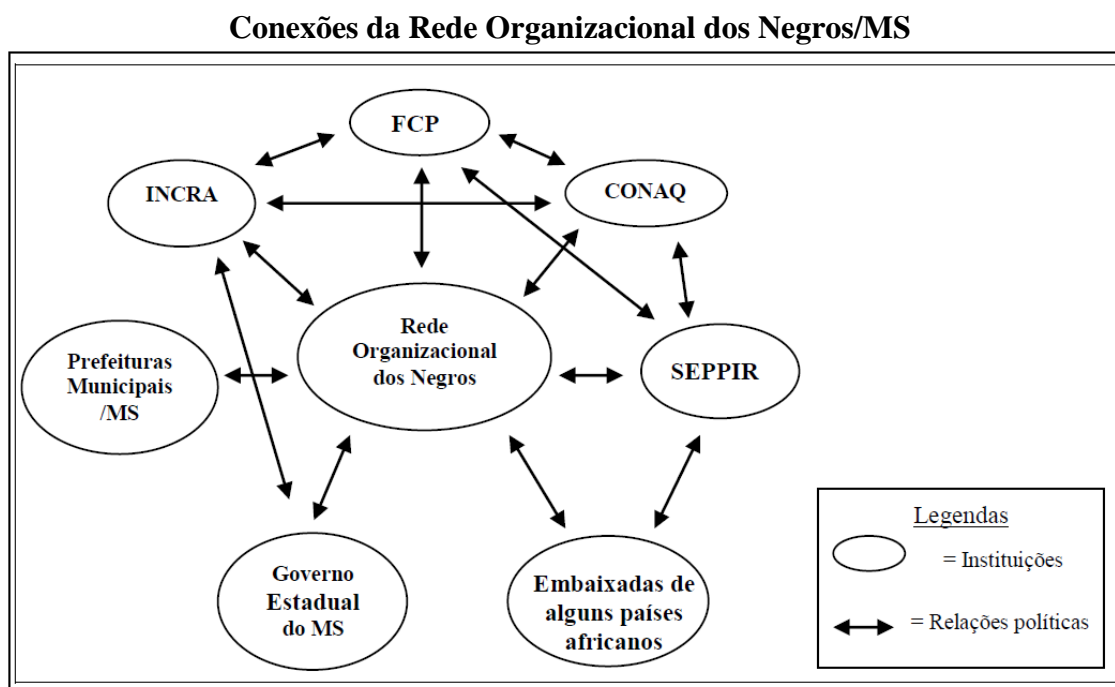 Conexões da Rede Organizacional dos Negros/MS
FCP
INCRA
CONAQ
Rede
Organizacional
dos Negros
Prefeituras
Municipais
/MS
SEPPIR
Governo
Estadual
do MS
Embaixadas de
alguns países
africanos
Legendas
= Instituições
= Relações políticas